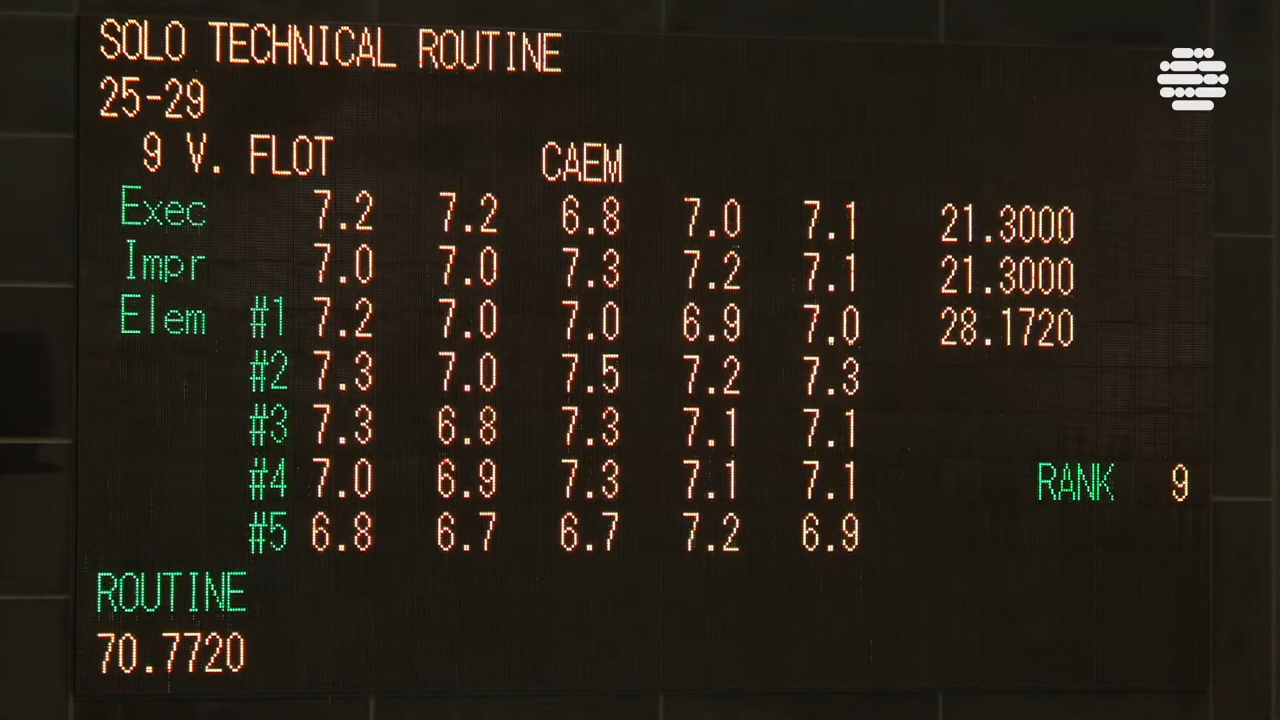 SOLO TECHNICAL ROUTINE
25-29
9 V. FLOT CAEM
Exec 7.2 7.2 6.8 7.0 7.1 21.3000
Impr 7.0 7.0 7.3 7.2 7.1 21.3000
Elem #1 7.2 7.0 7.0 6.9 7.0 28.1720
#2 7.3 7.0 7.5 7.2 7.3
#3 7.3 6.8 7.3 7.1 7.1
#4 7.0 6.9 7.3 7.1 7.1 RANK 9
#5 6.8 6.7 6.7 7.2 6.9
ROUTINE
70.7720